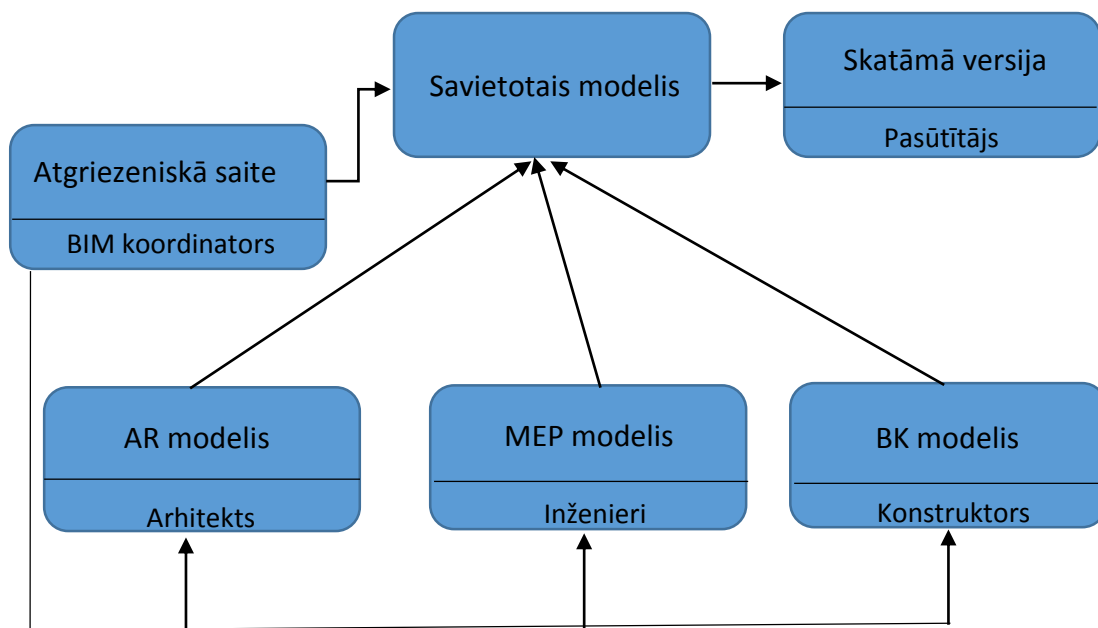 Savietotais modelis
Skatāmā versija
Pasūtītājs
Atgriezeniskā saite
BIM koordinators
AR modelis
Arhitekts
MEP modelis
Inženieri
BK modelis
Konstruktors